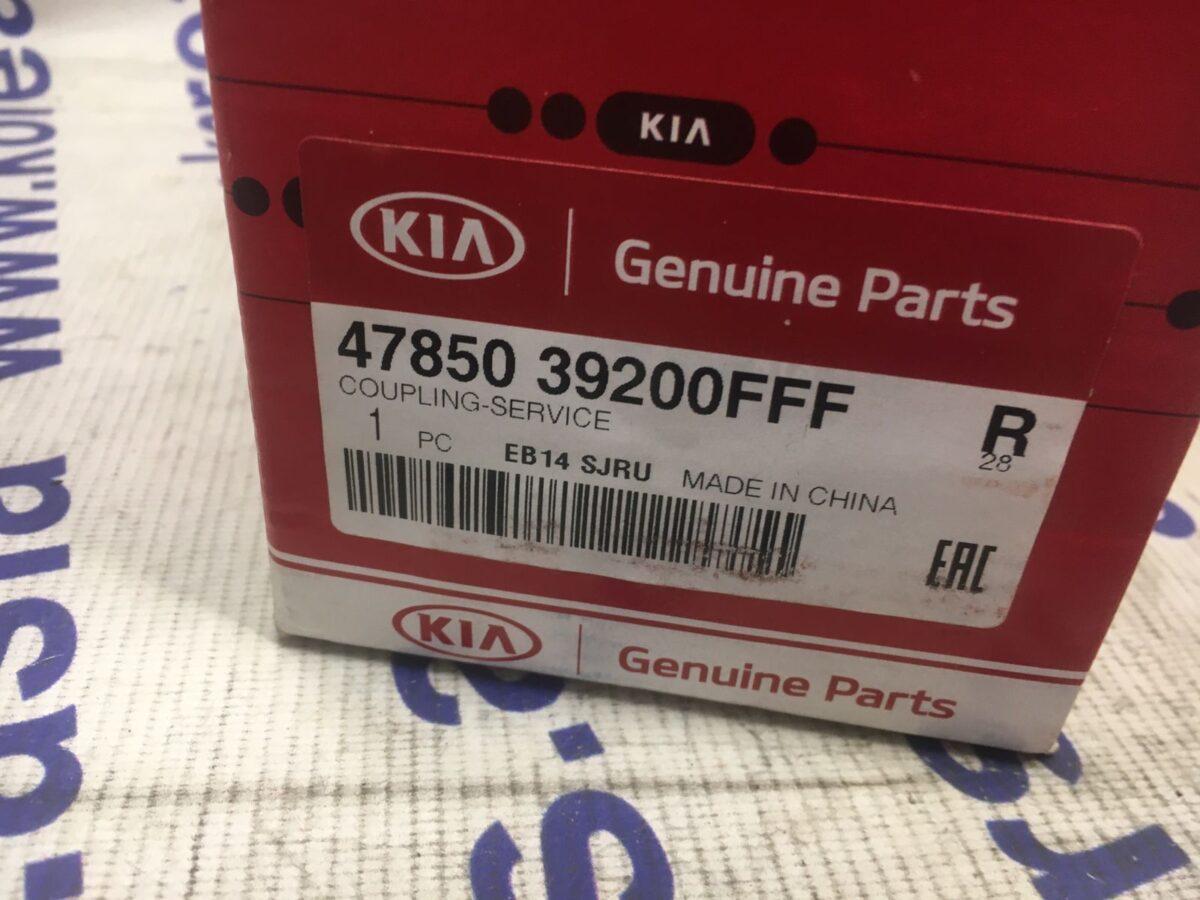 KIA
KIA Genuine Parts
47850 39200FFF R
COUPLING-SERVICE 28
1 PC EB14 SJRU MADE IN CHINA
EAC
KIA Genuine Parts